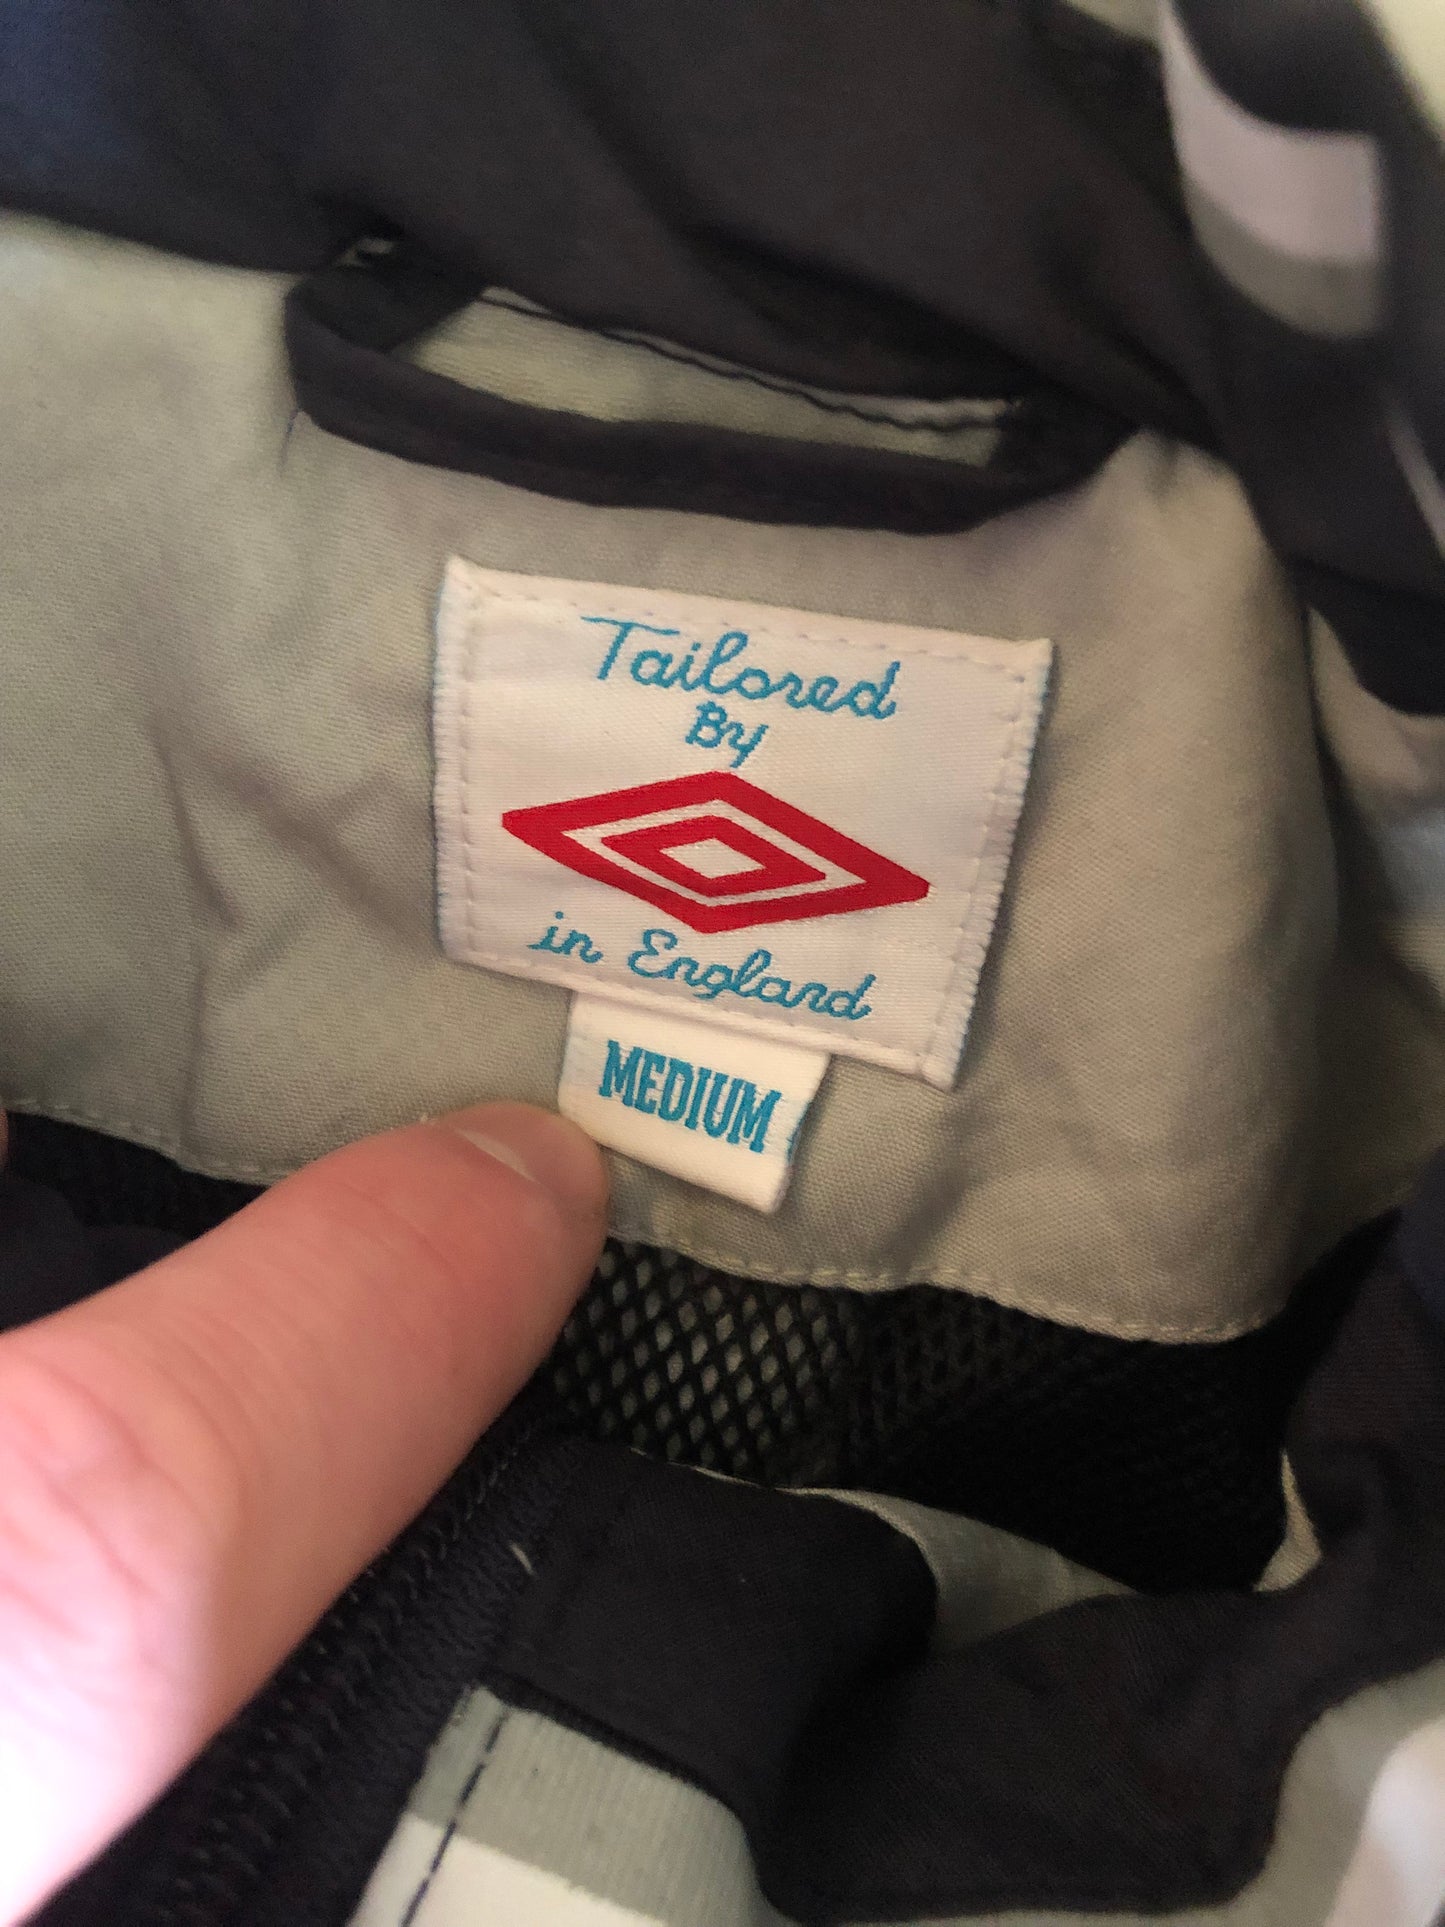 Tailored
By
in England
MEDIUM